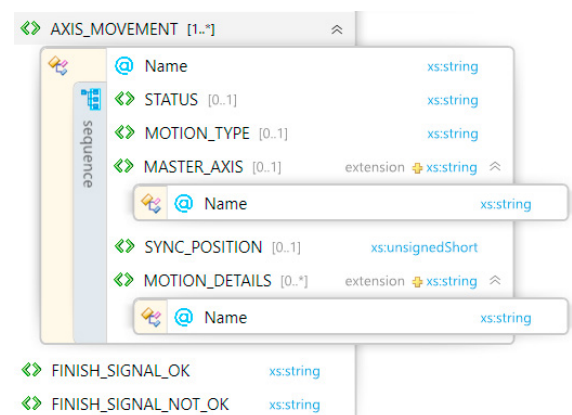 AXIS_MOVEMENT [1..*]
@ Name xs:string
STATUS [0..1] xs:string
MOTION_TYPE [0..1] xs:string
MASTER_AXIS [0..1] extension xs:string
@ Name xs:string
SYNC_POSITION [0..1] xs:unsignedShort
MOTION_DETAILS [0..*] extension xs:string
@ Name xs:string
sequence
FINISH_SIGNAL_OK xs:string
FINISH_SIGNAL_NOT_OK xs:string